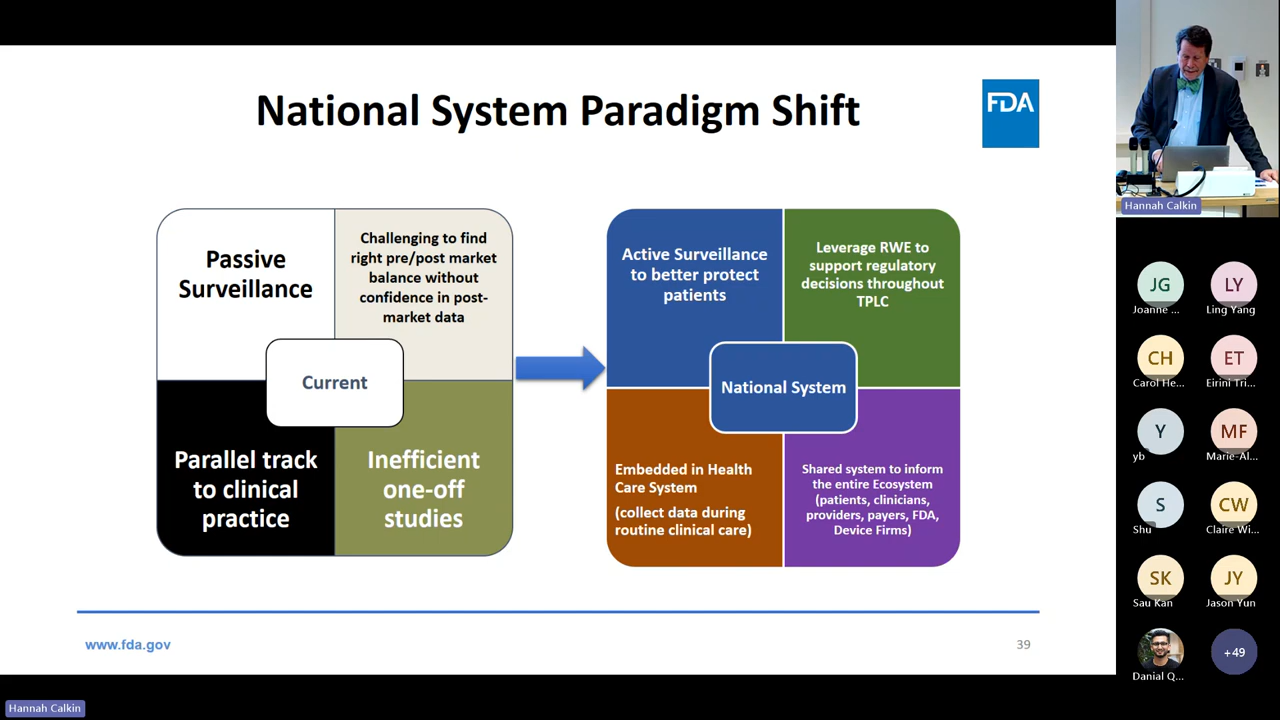 National System Paradigm Shift
FDA
Passive
Surveillance
Challenging to find
right pre/post market
balance without
confidence in post-
market data
Current
Parallel track
to clinical
practice
Inefficient
one-off
studies
Active Surveillance
to better protect
patients
Leverage RWE to
support regulatory
decisions throughout
TPLC
National System
Embedded in Health
Care System
(collect data during
routine clinical care)
Shared system to inform
the entire Ecosystem
(patients, clinicians,
providers, payers, FDA,
Device Firms)
www.fda.gov
39
Hannah Calkin
Hannah Calkin
JG
Joanne ...
LY
Ling Yang
CH
Carol He...
ET
Eirini Tri...
Y
yb
MF
Marie-Al...
S
Shu
CW
Claire Wi...
SK
Sau Kan
JY
Jason Yun
Danial Q...
+49